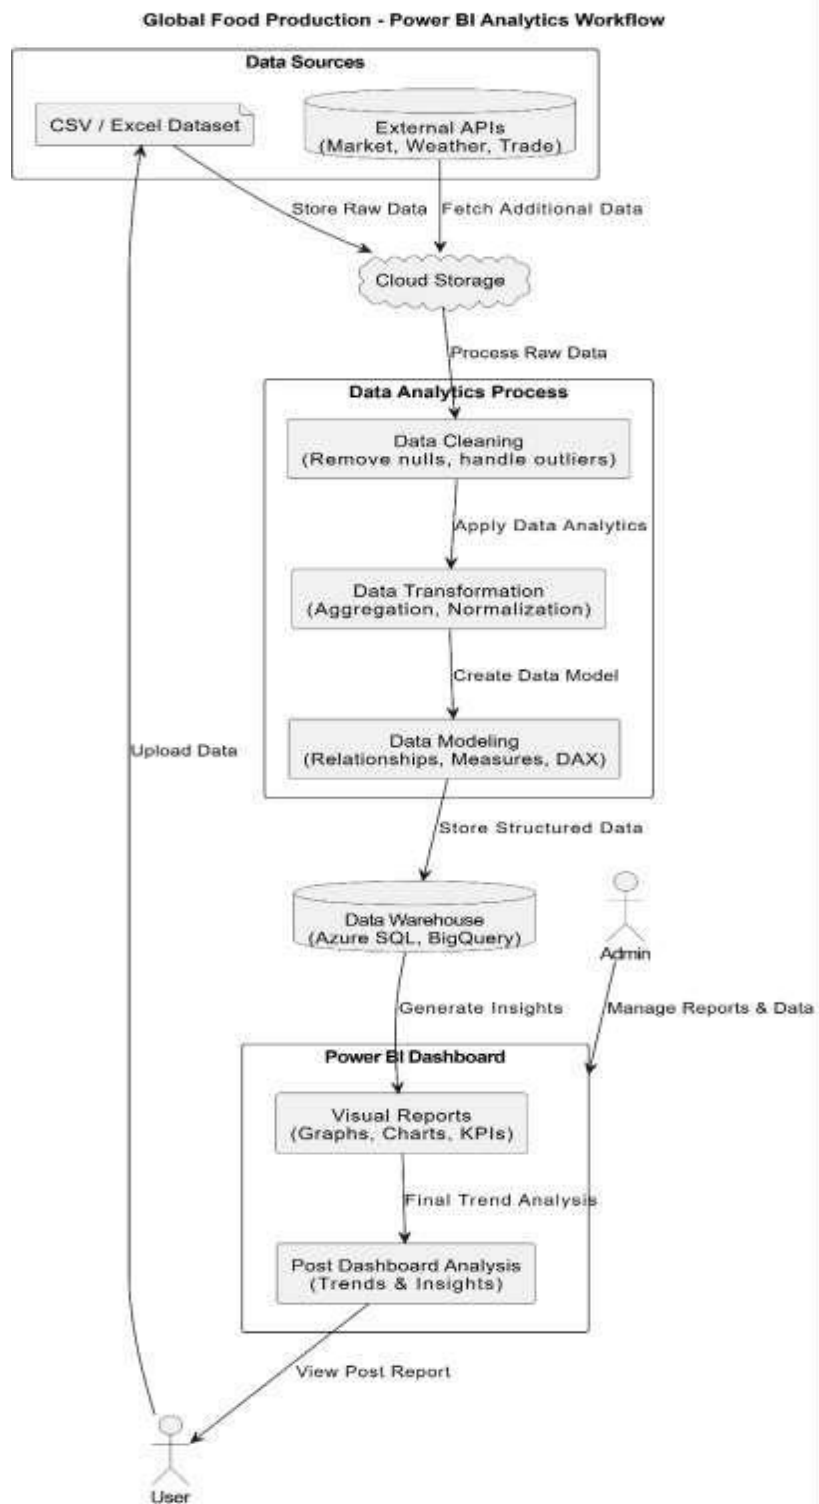 Global Food Production - Power BI Analytics Workflow
Data Sources
CSV / Excel Dataset
External APIs
(Market, Weather, Trade)
Store Raw Data
Fetch Additional Data
Cloud Storage
Process Raw Data
Data Analytics Process
Data Cleaning
(Remove nulls, handle outliers)
Apply Data Analytics
Data Transformation
(Aggregation, Normalization)
Create Data Model
Data Modeling
(Relationships, Measures, DAX)
Upload Data
Store Structured Data
Data Warehouse
(Azure SQL, BigQuery)
Admin
Generate Insights
Manage Reports & Data
Power BI Dashboard
Visual Reports
(Graphs, Charts, KPIs)
Final Trend Analysis
Post Dashboard Analysis
(Trends & Insights)
View Post Report
User